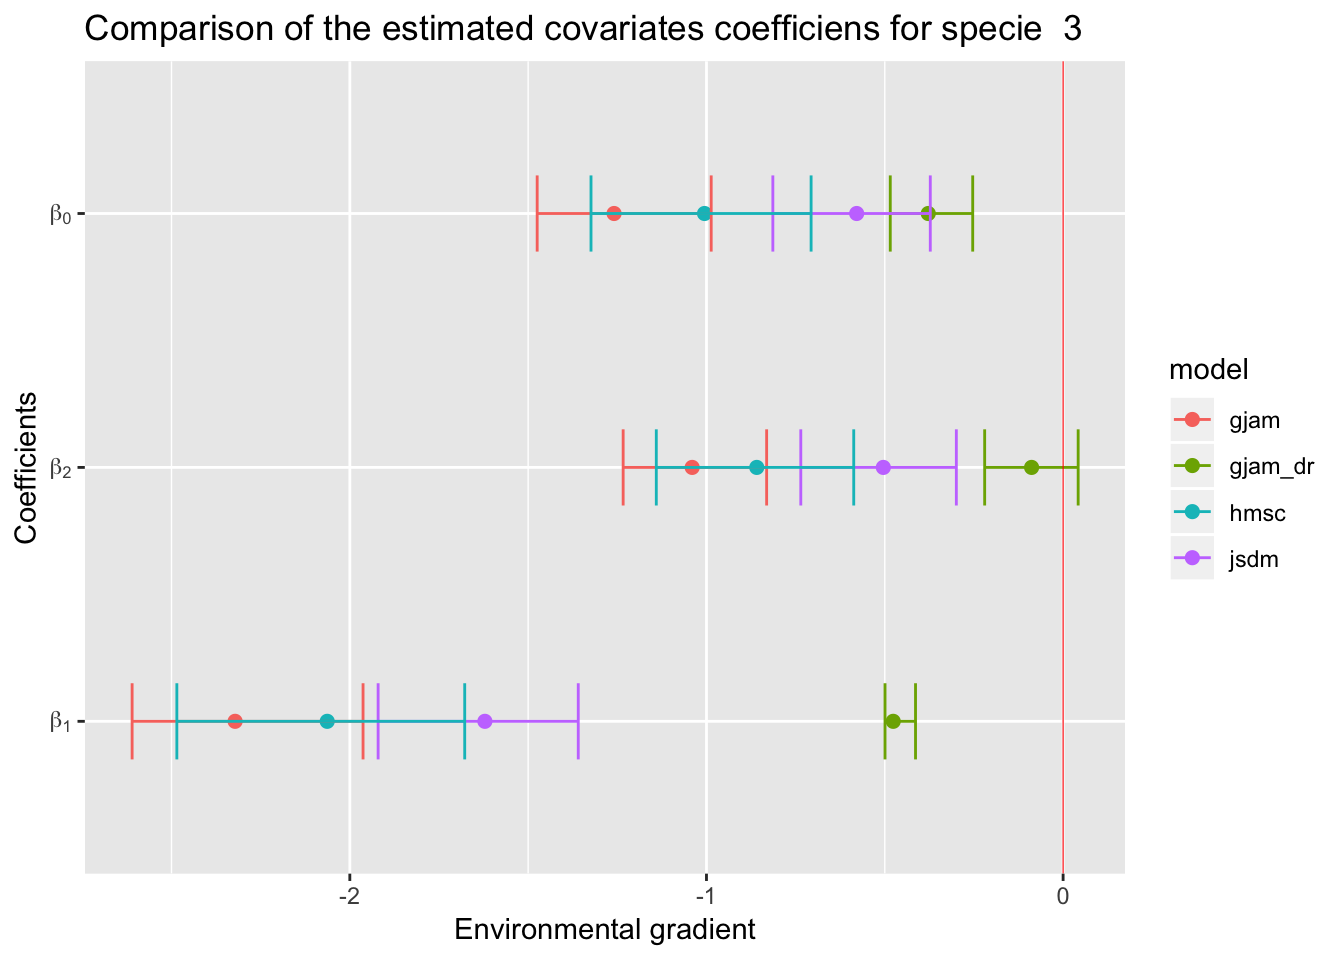 Comparison of the estimated covariates coefficiens for specie  3
Coefficients
β₀
β₂
β₁
-2
-1
0
Environmental gradient
model
gjam
gjam_dr
hmsc
jsdm